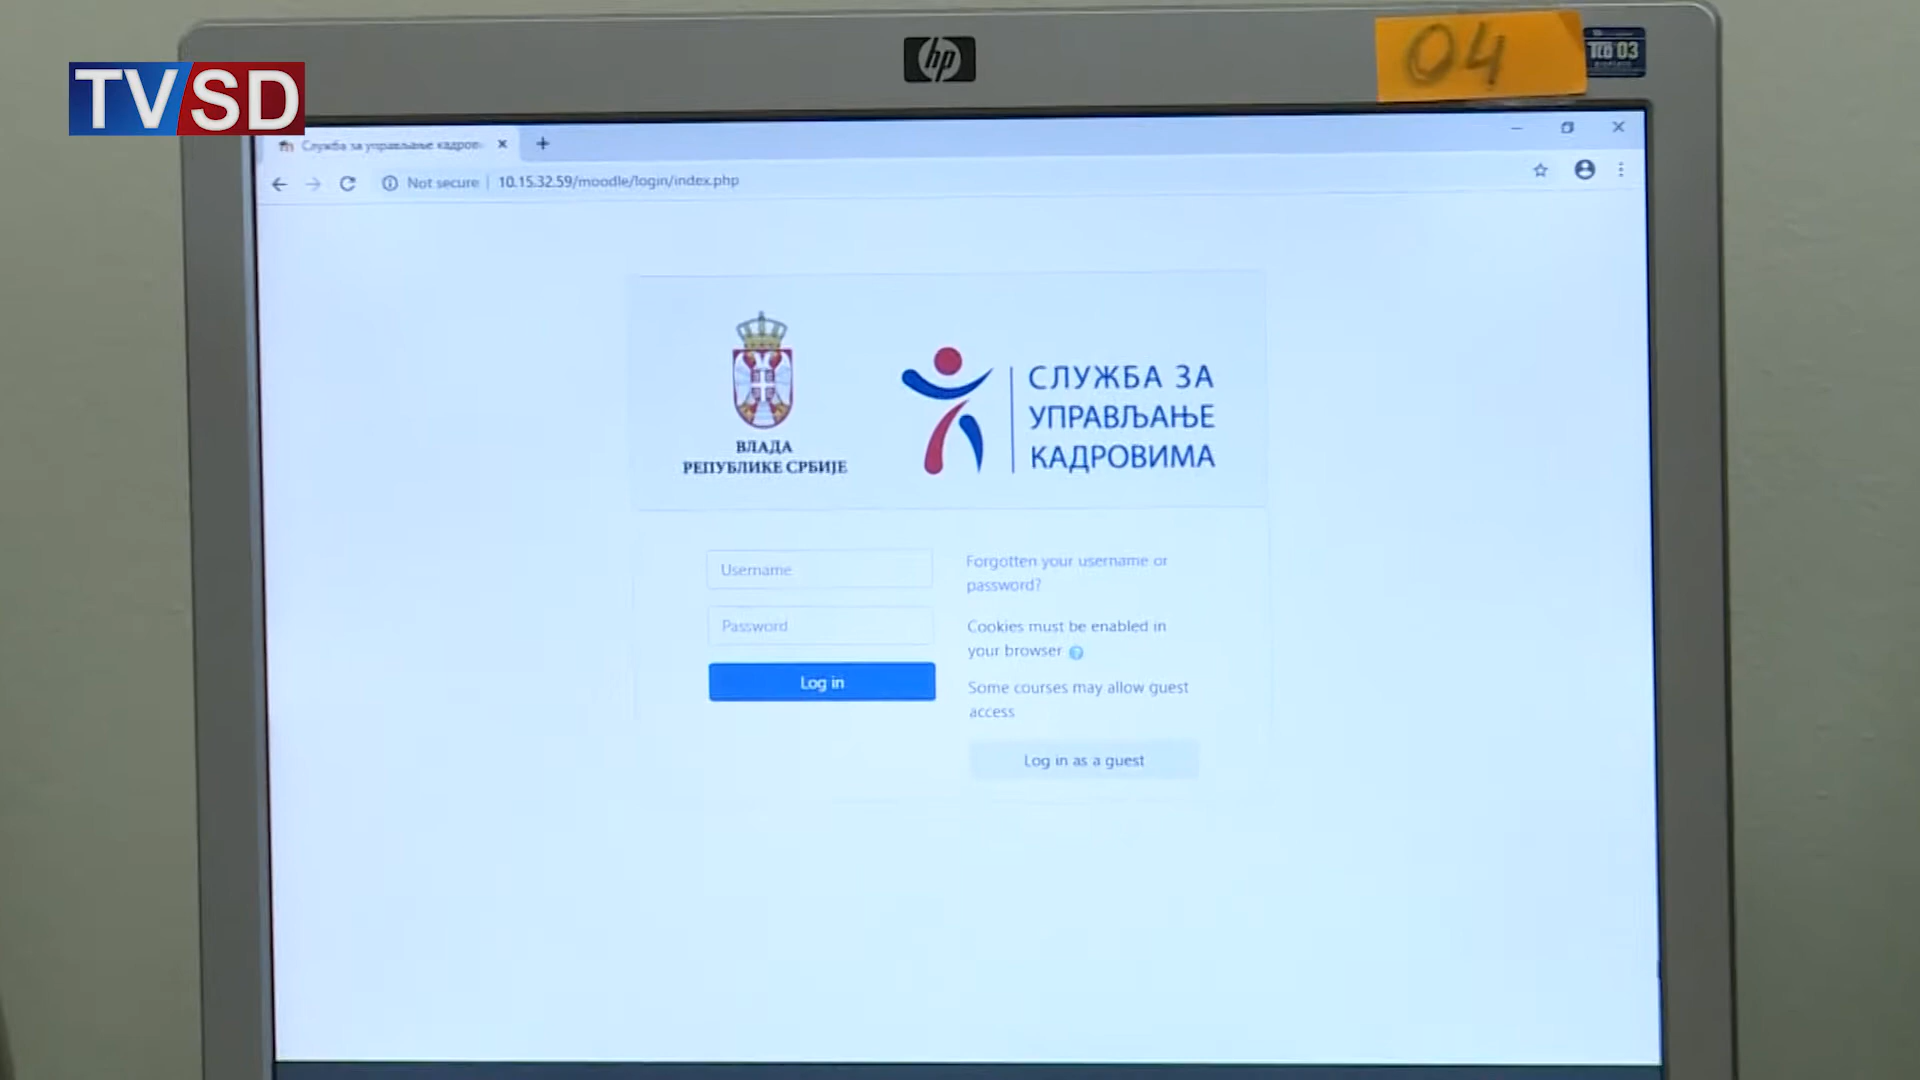 TVSD
hp
04
TCO 03
Служба за управљање кадров
Not secure | 10.15.32.59/moodle/login/index.php
ВЛАДА
РЕПУБЛИКЕ СРБИЈЕ
СЛУЖБА ЗА
УПРАВЉАЊЕ
КАДРОВИМА
Username
Password
Log in
Forgotten your username or
password?
Cookies must be enabled in
your browser
Some courses may allow guest
access
Log in as a guest